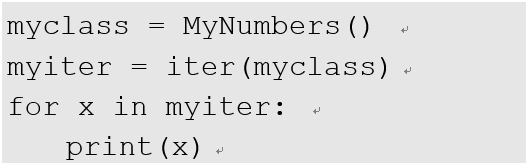 myclass = MyNumbers()
myiter = iter(myclass)
for x in myiter:
    print(x)